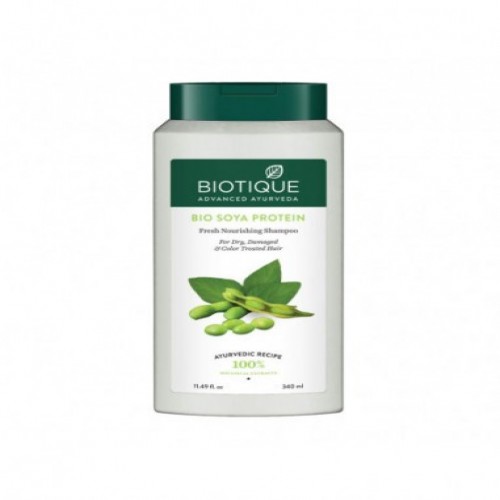 BIOTIQUE
ADVANCED AYURVEDA
BIO SOYA PROTEIN
Fresh Nourishing Shampoo
For Dry, Damaged
& Color Treated Hair
AYURVEDIC RECIPE
100%
11.49 fl. or
340 ml